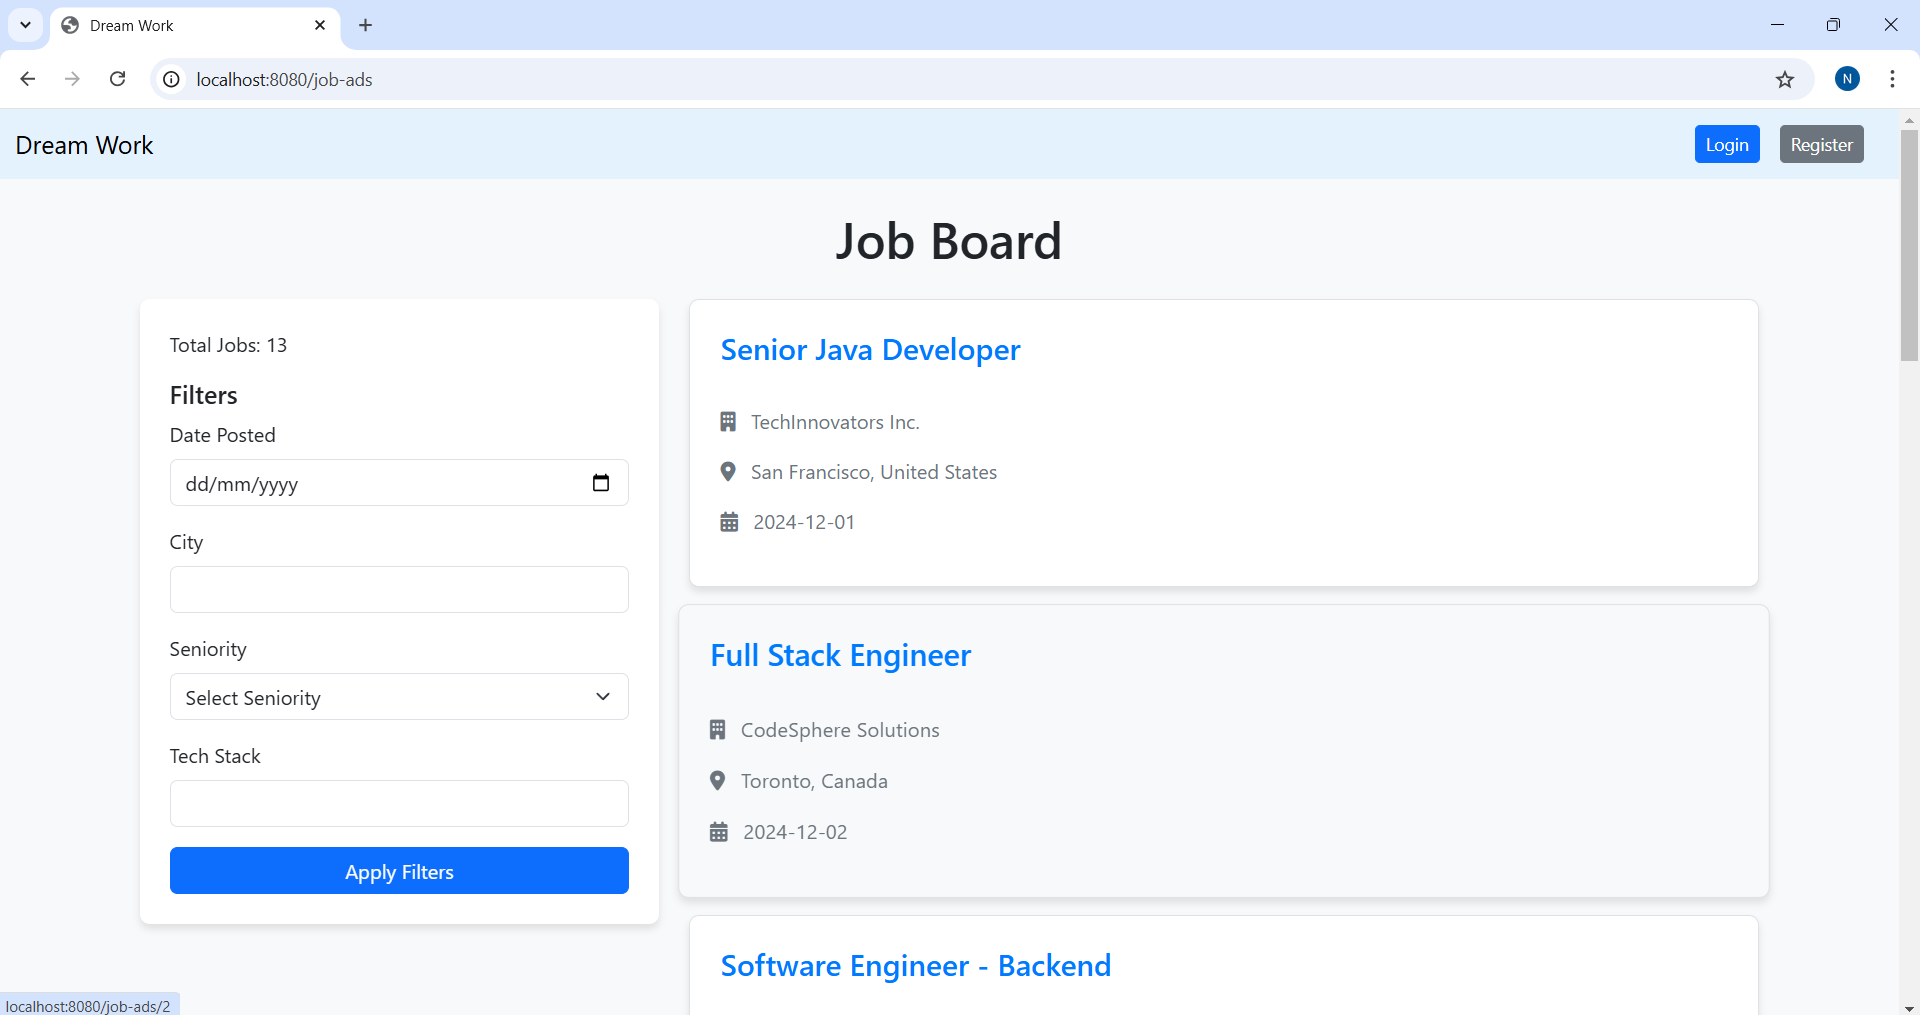 Dream Work
localhost:8080/job-ads
N
Dream Work
Login
Register
Job Board
Total Jobs: 13
Filters
Date Posted
dd/mm/yyyy
City
Seniority
Select Seniority
Tech Stack
Apply Filters
Senior Java Developer
TechInnovators Inc.
San Francisco, United States
2024-12-01
Full Stack Engineer
CodeSphere Solutions
Toronto, Canada
2024-12-02
Software Engineer - Backend
localhost:8080/job-ads/2